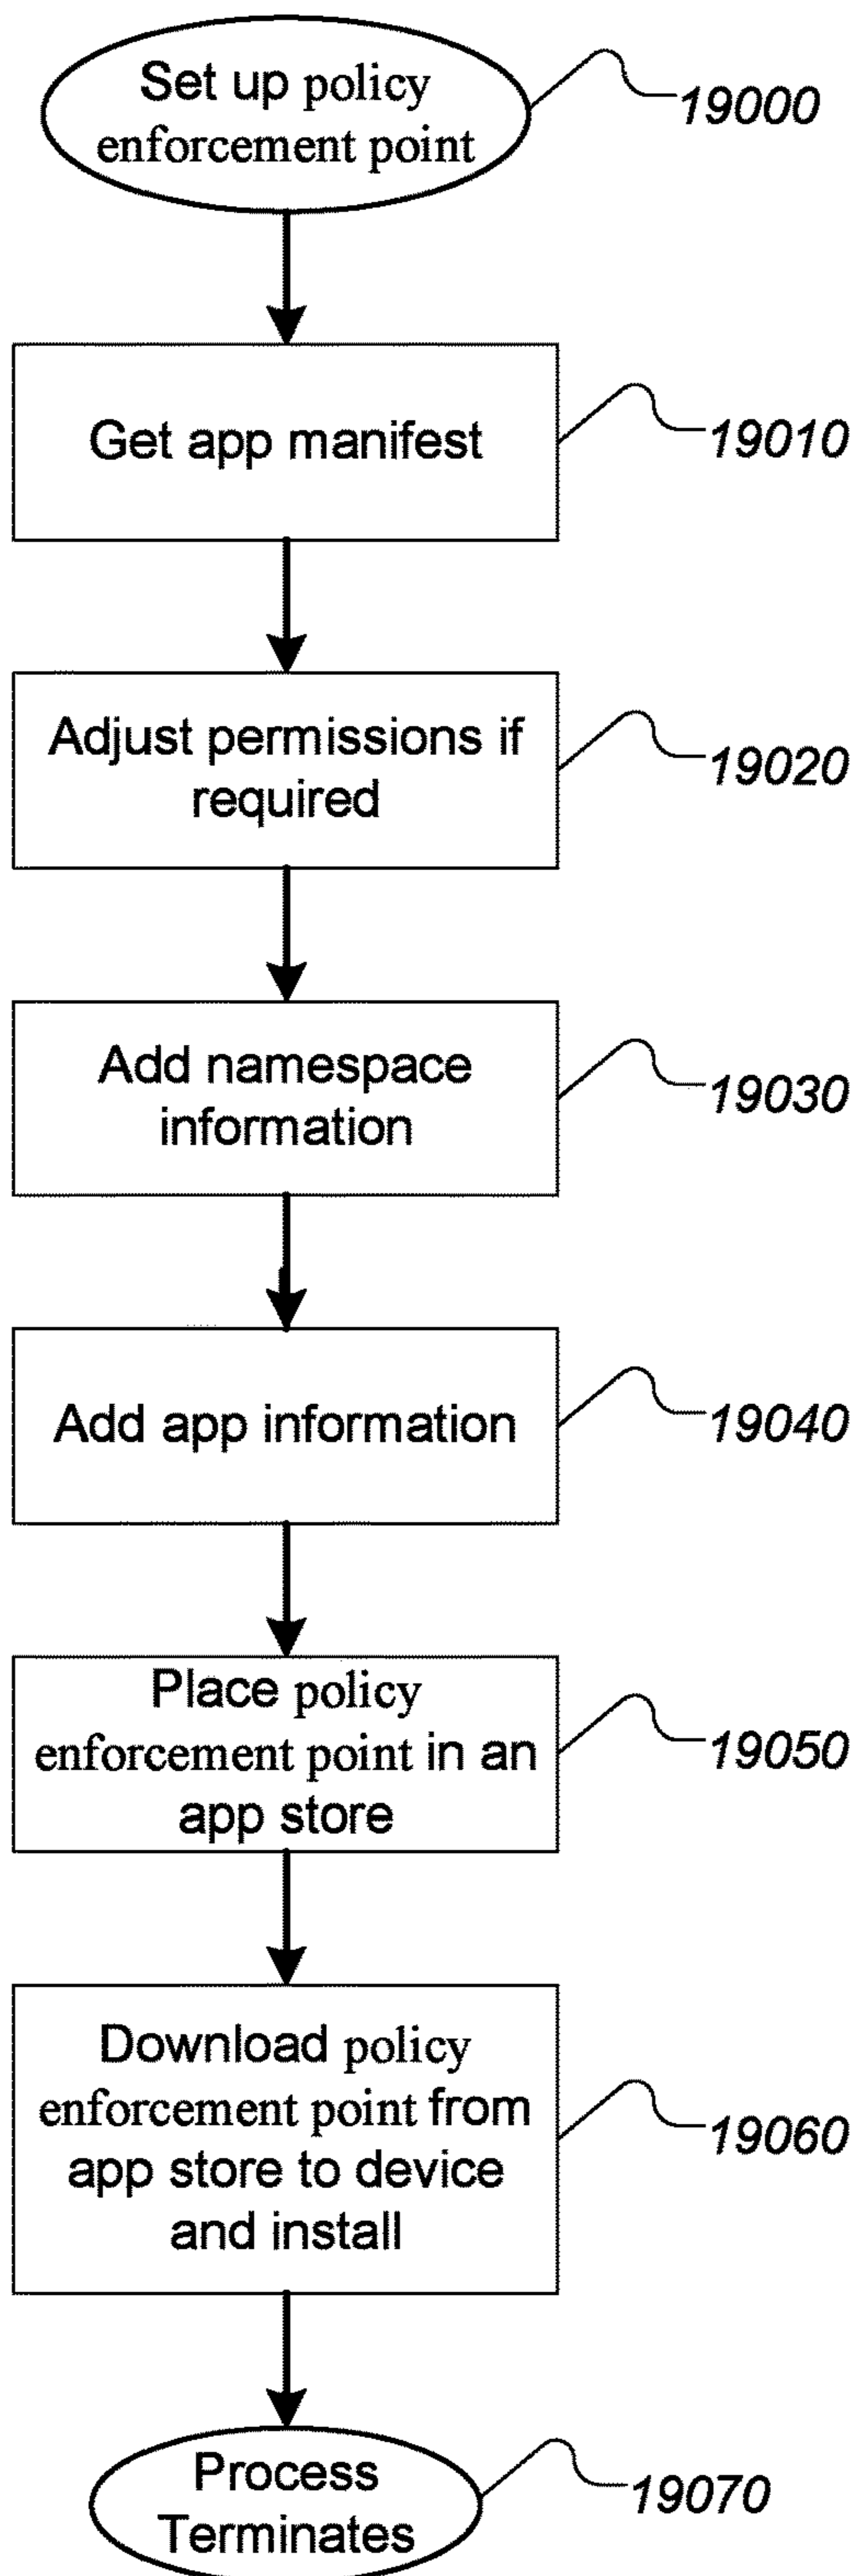 Set up policy
enforcement point
19000
Get app manifest
19010
Adjust permissions if
required
19020
Add namespace
information
19030
Add app information
19040
Place policy
enforcement point in an
app store
19050
Download policy
enforcement point from
app store to device
and install
19060
Process
Terminates
19070